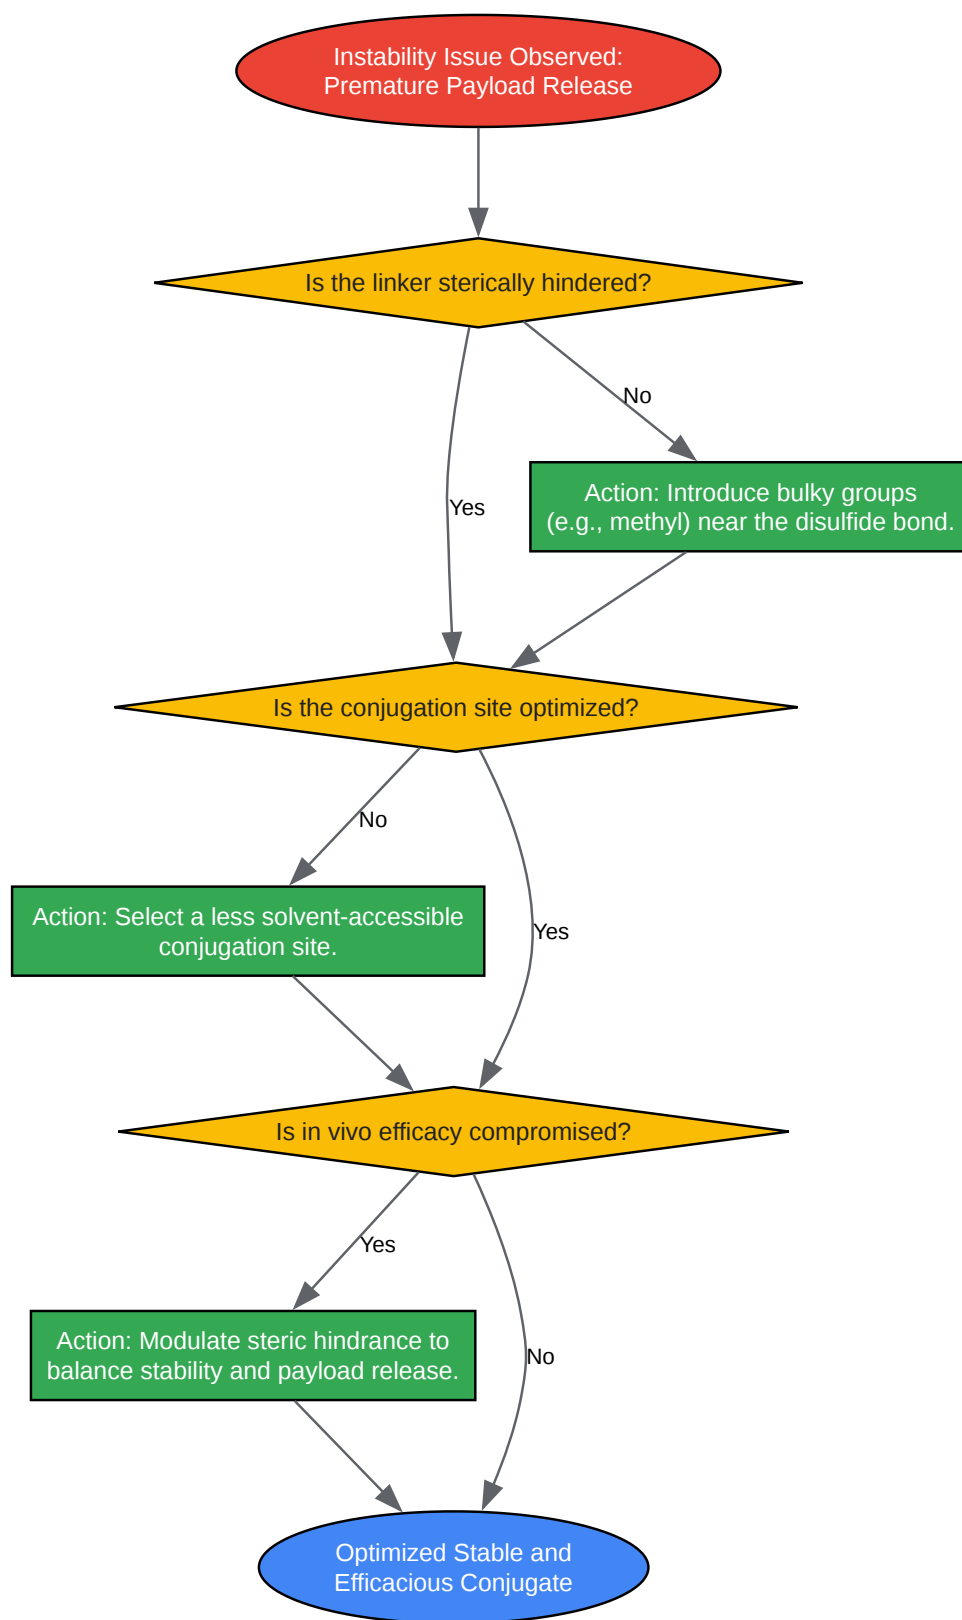 Instability Issue Observed:
Premature Payload Release
Is the linker sterically hindered?
No
Yes
Action: Introduce bulky groups
(e.g., methyl) near the disulfide bond.
Is the conjugation site optimized?
No
Yes
Action: Select a less solvent-accessible
conjugation site.
Is in vivo efficacy compromised?
Yes
No
Action: Modulate steric hindrance to
balance stability and payload release.
Optimized Stable and
Efficacious Conjugate